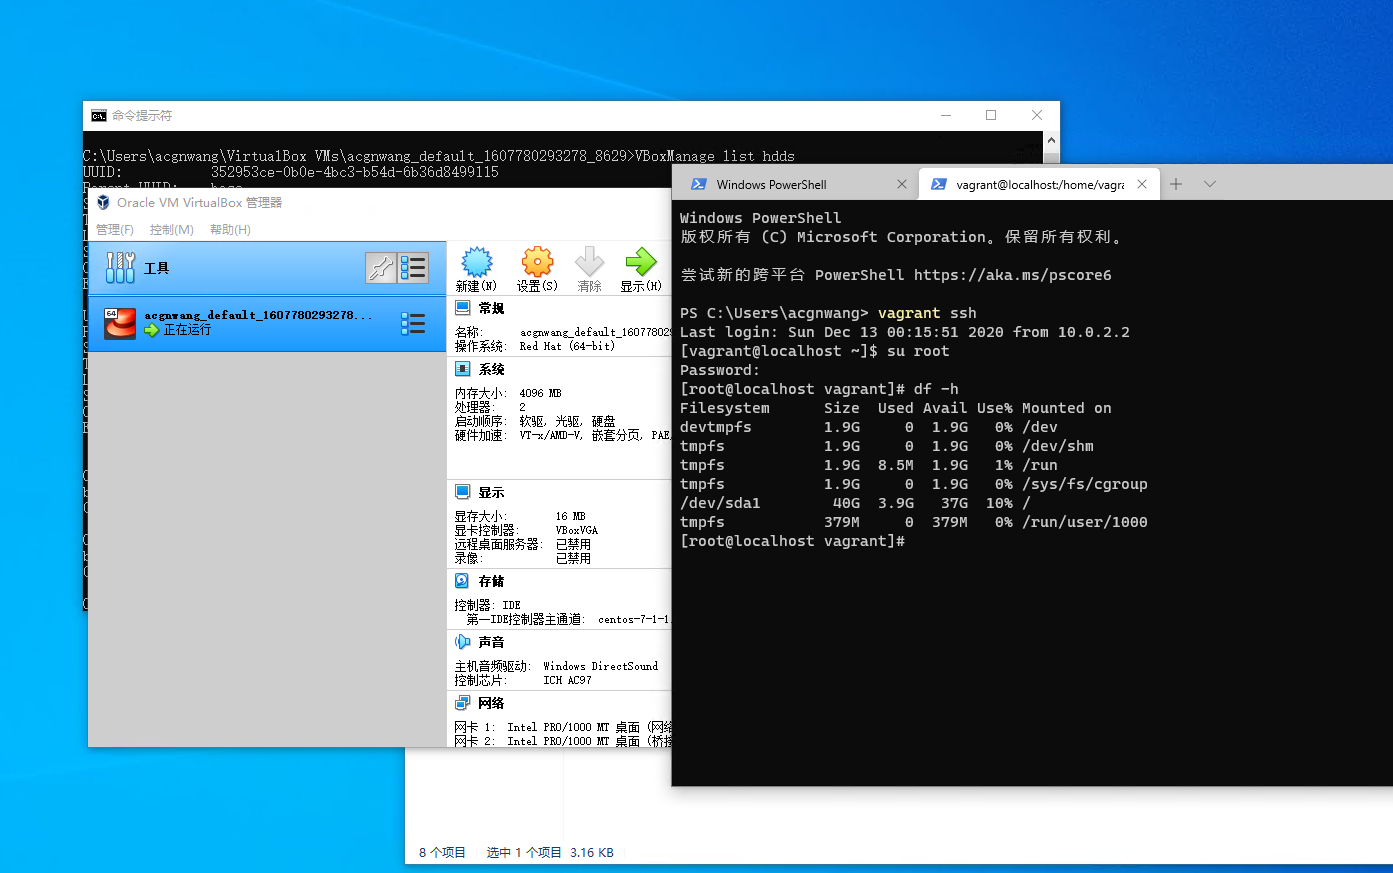 命令提示符
C:\Users\acgnwang\VirtualBox VMs\acgnwang_default_1607780293278_8629>VBoxManage list hdds
UUID: 352953ce-0b0e-4bc3-b54d-6b36d8499115
Oracle VM VirtualBox 管理器
管理(F) 控制(M) 帮助(H)
工具
64
acgnwang_default_1607780293278...
正在运行
新建(N) 设置(S) 清除 显示(H)
常规
名称: acgnwang_default_1607780293
操作系统: Red Hat (64-bit)
系统
内存大小: 4096 MB
处理器: 2
启动顺序: 软驱, 光驱, 硬盘
硬件加速: VT-x/AMD-V, 嵌套分页, PAE
显示
显存大小: 16 MB
显卡控制器: VBoxVGA
远程桌面服务器: 已禁用
录像: 已禁用
存储
控制器: IDE
第一IDE控制器主通道: centos-7-1-1.
声音
主机音频驱动: Windows DirectSound
控制芯片: ICH AC97
网络
网卡 1: Intel PRO/1000 MT 桌面 (网络
网卡 2: Intel PRO/1000 MT 桌面 (桥接
Windows PowerShell
vagrant@localhost:/home/vagra
Windows PowerShell
版权所有 (C) Microsoft Corporation。保留所有权利。
尝试新的跨平台 PowerShell https://aka.ms/pscore6
PS C:\Users\acgnwang> vagrant ssh
Last login: Sun Dec 13 00:15:51 2020 from 10.0.2.2
[vagrant@localhost ~]$ su root
Password:
[root@localhost vagrant]# df -h
Filesystem Size Used Avail Use% Mounted on
devtmpfs 1.9G 0 1.9G 0% /dev
tmpfs 1.9G 0 1.9G 0% /dev/shm
tmpfs 1.9G 8.5M 1.9G 1% /run
tmpfs 1.9G 0 1.9G 0% /sys/fs/cgroup
/dev/sda1 40G 3.9G 37G 10% /
tmpfs 379M 0 379M 0% /run/user/1000
[root@localhost vagrant]#
8 个项目 选中 1 个项目 3.16 KB